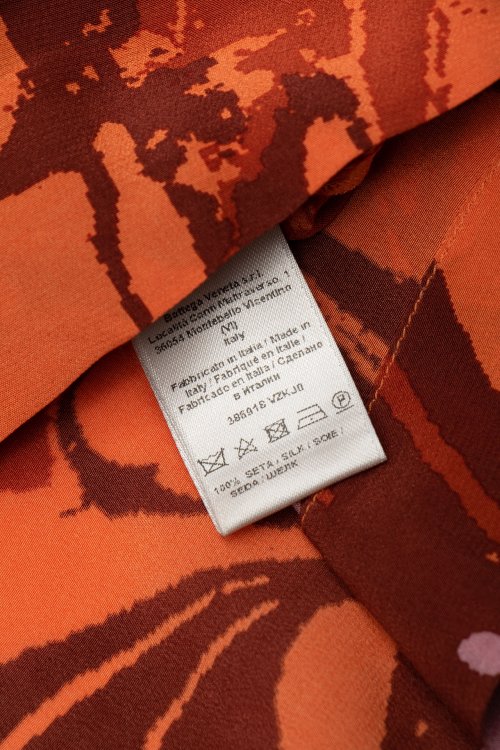 Bottega Veneta s.r.l.
Località Conti Maltraverso, 1
36054 Montebello Vicentino
(VI)
Italy
Fabbricato in Italia / Made in
Italy / Fabriqué en Italie /
Fabricado en Italia / Сделано
в Италии
386916 VZKJ0
P
100% SETA / SILK / SOIE /
SEDA / ШЕЛК